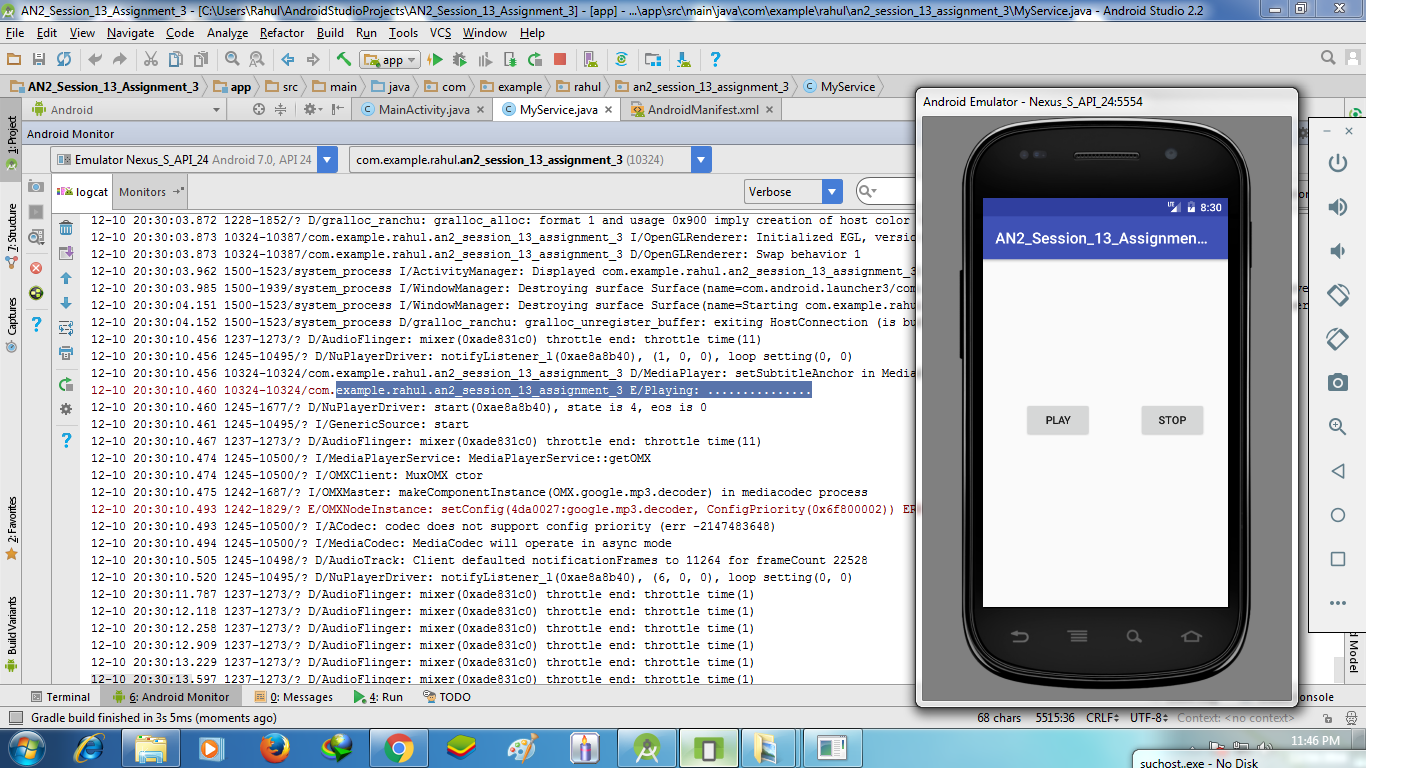 AN2_Session_13_Assignment_3 - [C:\Users\Rahul\AndroidStudioProjects\AN2_Session_13_Assignment_3] - [app] - ...\app\src\main\java\com\example\rahul\an2_session_13_assignment_3\MyService.java - Android Studio 2.2
File Edit View Navigate Code Analyze Refactor Build Run Tools VCS Window Help
app
AN2_Session_13_Assignment_3 app src main java com example rahul an2_session_13_assignment_3 MyService
Android MainActivity.java MyService.java AndroidManifest.xml
Android Monitor
Emulator Nexus_S_API_24 Android 7.0, API 24 com.example.rahul.an2_session_13_assignment_3 (10324)
logcat Monitors Verbose
12-10 20:30:03.872 1228-1852/? D/gralloc_ranchu: gralloc_alloc: format 1 and usage 0x900 imply creation of host color
12-10 20:30:03.873 10324-10387/com.example.rahul.an2_session_13_assignment_3 I/OpenGLRenderer: Initialized EGL, versio
12-10 20:30:03.873 10324-10387/com.example.rahul.an2_session_13_assignment_3 D/OpenGLRenderer: Swap behavior 1
12-10 20:30:03.962 1500-1523/system_process I/ActivityManager: Displayed com.example.rahul.an2_session_13_assignment_3
12-10 20:30:03.985 1500-1939/system_process I/WindowManager: Destroying surface Surface(name=com.android.launcher3/com
12-10 20:30:04.151 1500-1523/system_process I/WindowManager: Destroying surface Surface(name=Starting com.example.rahu
12-10 20:30:04.152 1500-1523/system_process D/gralloc_ranchu: gralloc_unregister_buffer: exiting HostConnection (is bu
12-10 20:30:10.456 1237-1273/? D/AudioFlinger: mixer(0xade831c0) throttle end: throttle time(11)
12-10 20:30:10.456 1245-10495/? D/NuPlayerDriver: notifyListener_l(0xae8a8b40), (1, 0, 0), loop setting(0, 0)
12-10 20:30:10.456 10324-10324/com.example.rahul.an2_session_13_assignment_3 D/MediaPlayer: setSubtitleAnchor in Media
12-10 20:30:10.460 10324-10324/com.example.rahul.an2_session_13_assignment_3 E/Playing: ...............
12-10 20:30:10.460 1245-1677/? D/NuPlayerDriver: start(0xae8a8b40), state is 4, eos is 0
12-10 20:30:10.461 1245-10495/? I/GenericSource: start
12-10 20:30:10.467 1237-1273/? D/AudioFlinger: mixer(0xade831c0) throttle end: throttle time(11)
12-10 20:30:10.474 1245-10500/? I/MediaPlayerService: MediaPlayerService::getOMX
12-10 20:30:10.474 1245-10500/? I/OMXClient: MuxOMX ctor
12-10 20:30:10.475 1242-1687/? I/OMXMaster: makeComponentInstance(OMX.google.mp3.decoder) in mediacodec process
12-10 20:30:10.493 1242-1829/? E/OMXNodeInstance: setConfig(4da0027:google.mp3.decoder, ConfigPriority(0x6f800002)) ER
12-10 20:30:10.493 1245-10500/? I/ACodec: codec does not support config priority (err -2147483648)
12-10 20:30:10.494 1245-10500/? I/MediaCodec: MediaCodec will operate in async mode
12-10 20:30:10.505 1245-10498/? D/AudioTrack: Client defaulted notificationFrames to 11264 for frameCount 22528
12-10 20:30:10.520 1245-10495/? D/NuPlayerDriver: notifyListener_l(0xae8a8b40), (6, 0, 0), loop setting(0, 0)
12-10 20:30:11.787 1237-1273/? D/AudioFlinger: mixer(0xade831c0) throttle end: throttle time(1)
12-10 20:30:12.118 1237-1273/? D/AudioFlinger: mixer(0xade831c0) throttle end: throttle time(1)
12-10 20:30:12.258 1237-1273/? D/AudioFlinger: mixer(0xade831c0) throttle end: throttle time(1)
12-10 20:30:12.909 1237-1273/? D/AudioFlinger: mixer(0xade831c0) throttle end: throttle time(1)
12-10 20:30:13.229 1237-1273/? D/AudioFlinger: mixer(0xade831c0) throttle end: throttle time(1)
12-10 20:30:13.597 1237-1273/? D/AudioFlinger: mixer(0xade831c0) throttle end: throttle time(1)
1: Project
7: Structure
Captures
2: Favorites
Build Variants
Android Emulator - Nexus_S_API_24:5554
LTE 8:30
AN2_Session_13_Assignmen...
PLAY STOP
Model
Terminal 6: Android Monitor 0: Messages 4: Run TODO onsole
Gradle build finished in 3s 5ms (moments ago) 68 chars 5515:36 CRLF UTF-8 Context: <no context>
11:46 PM
suchost..exe - No Disk